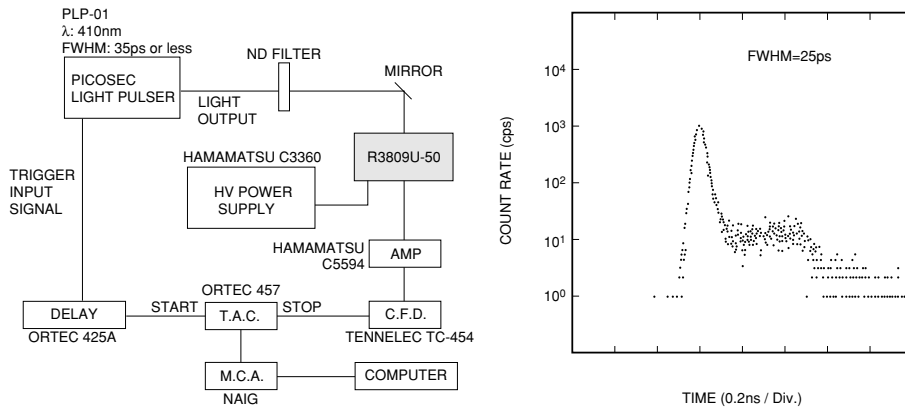 PLP-01
λ: 410nm
FWHM: 35ps or less
PICOSEC
LIGHT PULSER
LIGHT
OUTPUT
ND FILTER
MIRROR
TRIGGER
INPUT
SIGNAL
HAMAMATSU C3360
HV POWER
SUPPLY
R3809U-50
HAMAMATSU
C5594
AMP
DELAY
ORTEC 425A
START
ORTEC 457
T.A.C.
STOP
C.F.D.
TENNELEC TC-454
M.C.A.
NAIG
COMPUTER
FWHM=25ps
COUNT RATE (cps)
10⁴
10³
10²
10¹
10⁰
TIME (0.2ns / Div.)